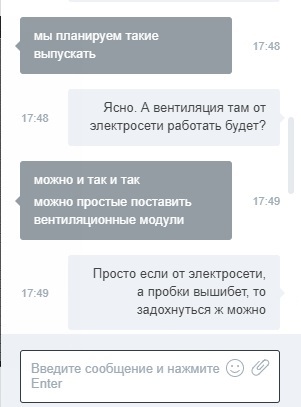 мы планируем такие
выпускать
17:48
Ясно. А вентиляция там от
электросети работать будет?
17:48
можно и так и так
можно простые поставить
вентиляционные модули
17:49
Просто если от электросети,
а пробки вышибет, то
задохнуться ж можно
17:49
Введите сообщение и нажмите
Enter